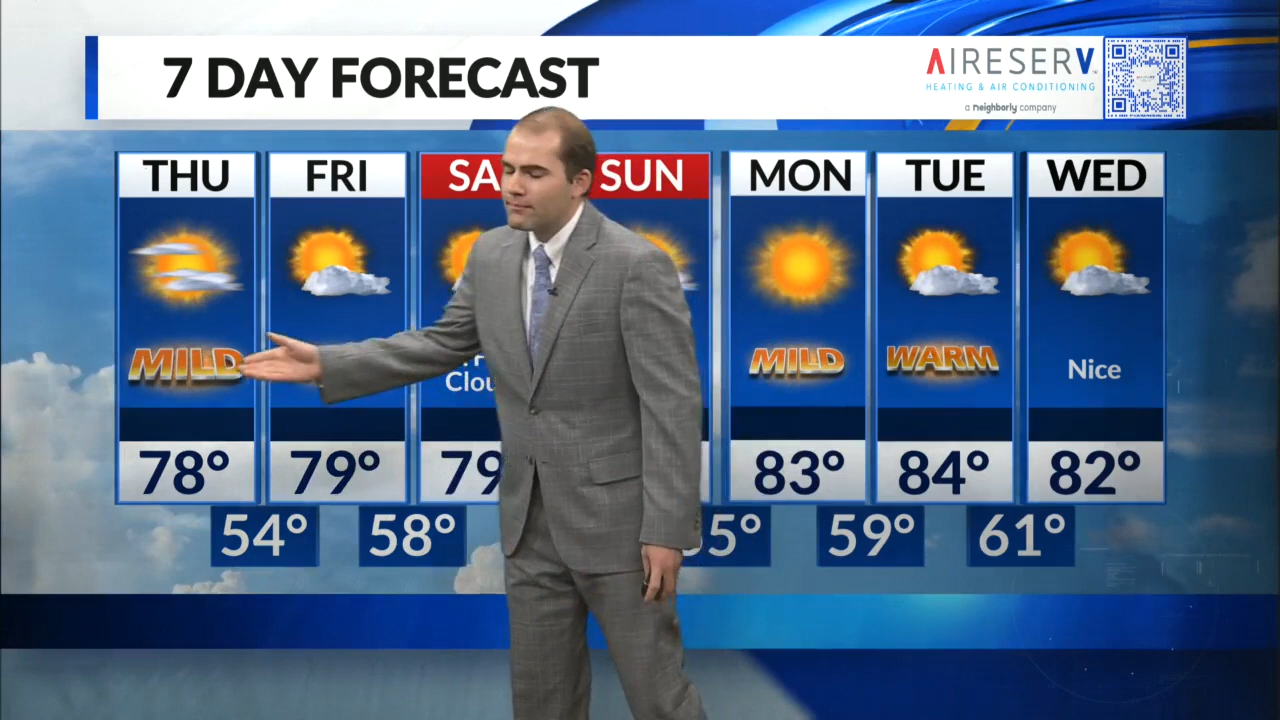 7 DAY FORECAST
AIRESERV
HEATING & AIR CONDITIONING
a neighborly company
THU FRI SUN MON TUE WED
MILD MILD WARM Nice
78° 79° 79 83° 84° 82°
54° 58° 59° 61°